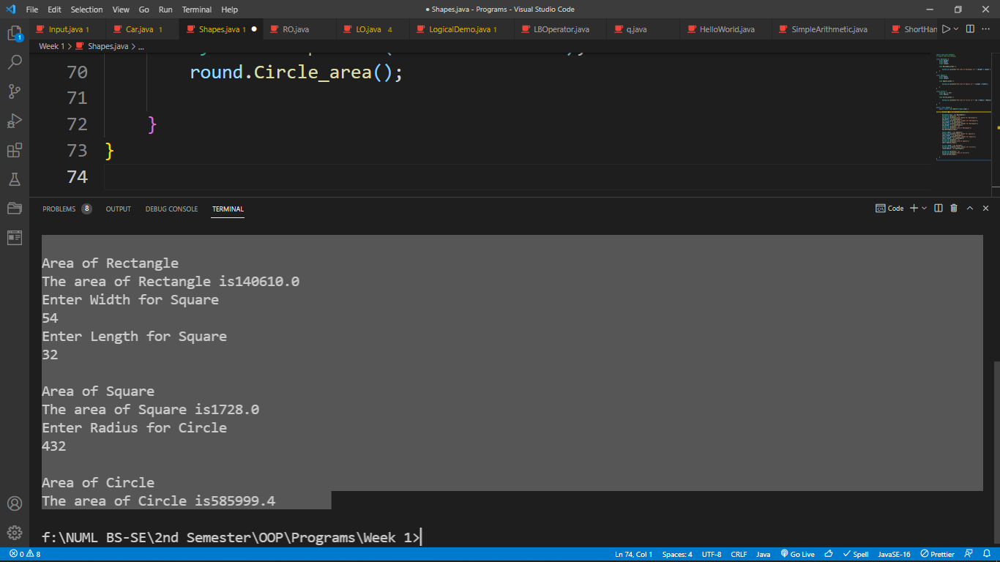 File Edit Selection View Go Run Terminal Help
● Shapes.java - Programs - Visual Studio Code
Input.java 1
Car.java 1
Shapes.java 1 ●
RO.java
LO.java 4
LogicalDemo.java 1
LBOperator.java
q.java
HelloWorld.java
SimpleArithmetic.java
ShortHan
Week 1 > Shapes.java > ...
70 round.Circle_area();
71
72 }
73 }
74
1
PROBLEMS 8 OUTPUT DEBUG CONSOLE TERMINAL
Code
Area of Rectangle
The area of Rectangle is140610.0
Enter Width for Square
54
Enter Length for Square
32
Area of Square
The area of Square is1728.0
Enter Radius for Circle
432
Area of Circle
The area of Circle is585999.4
f:\NUML BS-SE\2nd Semester\OOP\Programs\Week 1>
0 8
Ln 74, Col 1 Spaces: 4 UTF-8 CRLF Java Go Live Spell JavaSE-16 Prettier